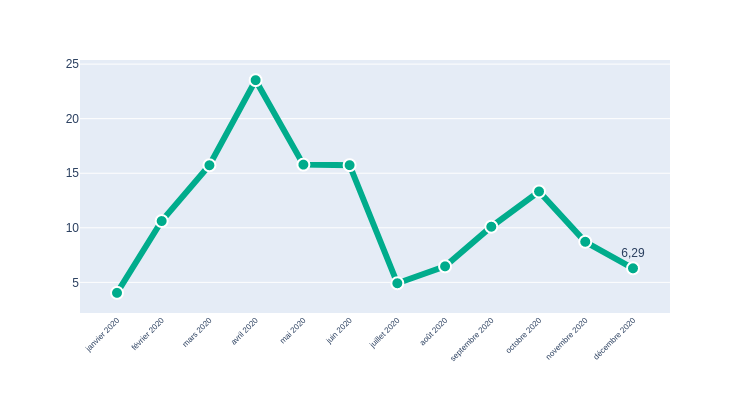 25
20
15
10
5
6,29
janvier 2020
février 2020
mars 2020
avril 2020
mai 2020
juin 2020
juillet 2020
août 2020
septembre 2020
octobre 2020
novembre 2020
décembre 2020